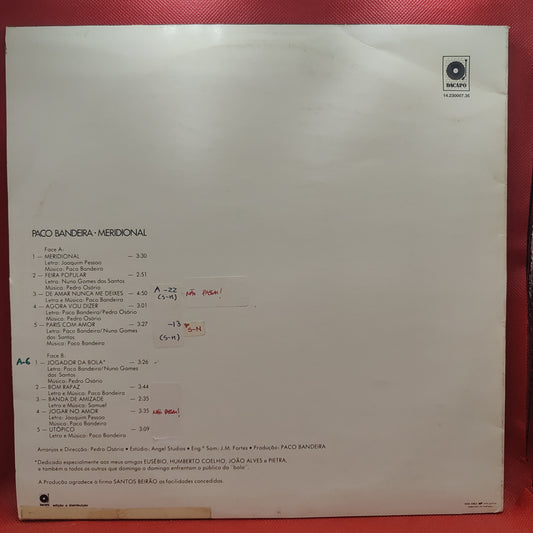 DACAPO
14.230007.35
PACO BANDEIRA - MERIDIONAL
Face A-
1 — MERIDIONAL — 3:30
Letra: Joaquim Pessoa
Música: Paco Bandeira
2 — FEIRA POPULAR — 2:51
Letra: Nuno Gomes dos Santos
Música: Pedro Osório
3 — DE AMAR NUNCA ME DEIXES — 4:50
Letra e Música: Paco Bandeira
4 — AGORA VOU DIZER — 3:01
Letra: Paco Bandeira/Pedro Osório
Música: Pedro Osório
5 — PARIS COM AMOR — 3:27
Letra: Paco Bandeira/Nuno Gomes
dos Santos
Música: Paco Bandeira
A -22 NÃO PASSA!
(S-N)
-13 S-N
(S-N)
Face B:
A-6 1 — JOGADOR DA BOLA* — 3:26
Letra: Paco Bandeira/Nuno Gomes
dos Santos
Música: Pedro Osório
2 — BOM RAPAZ — 3:44
Letra e Música: Paco Bandeira
3 — BANDA DE AMIZADE — 2:35
Letra e Música: Samuel
4 — JOGAR NO AMOR — 3:35 NÃO PASSA!
Letra: Joaquim Pessoa
Música: Paco Bandeira
5 — UTÓPICO — 3:09
Letra e Música: Paco Bandeira
Arranjos e Direcção: Pedro Osório • Estúdio: Angel Studios • Eng.º Som: J.M. Fortes • Produção: PACO BANDEIRA
*Dedicado especialmente aos meus amigos EUSÉBIO, HUMBERTO COELHO, JOÃO ALVES e PIETRA,
e também a todos os outros que domingo a domingo enfrentam o público da "bola".
A Produção agradece à firma SANTOS BEIRÃO as facilidades concedidas.
DACAPO edição e distribuição